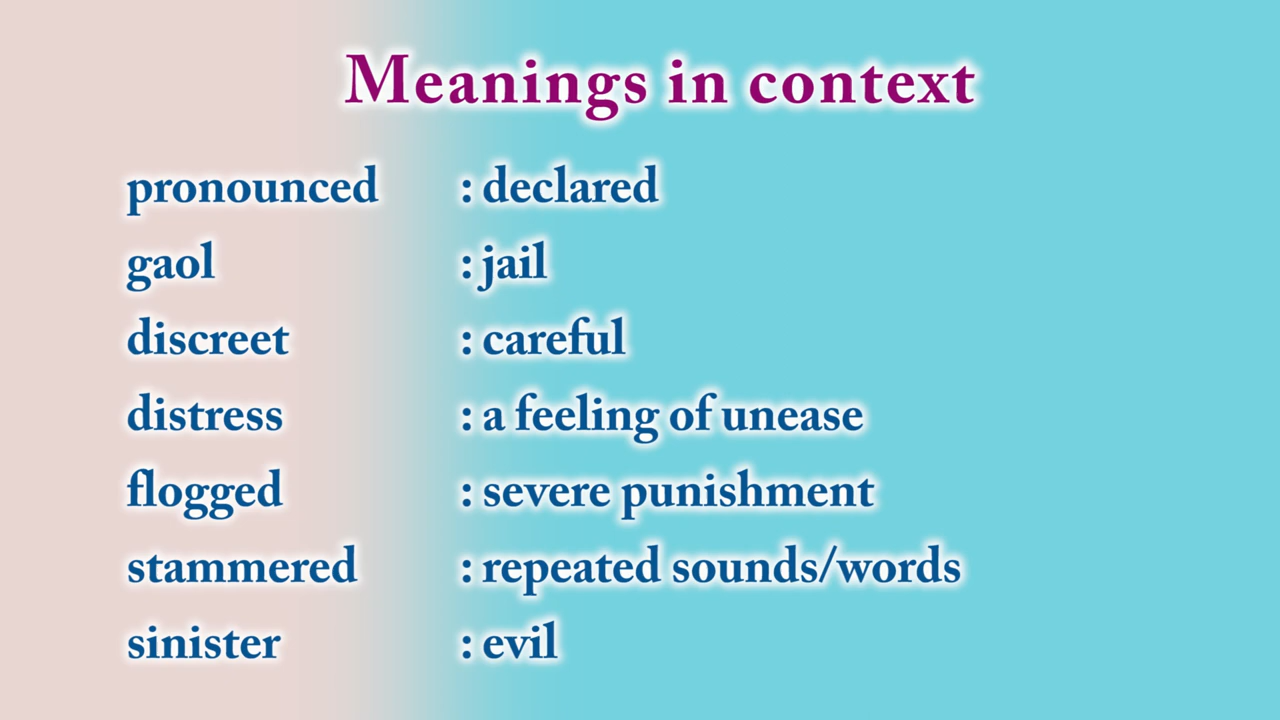 Meanings in context
pronounced : declared
gaol : jail
discreet : careful
distress : a feeling of unease
flogged : severe punishment
stammered : repeated sounds/words
sinister : evil